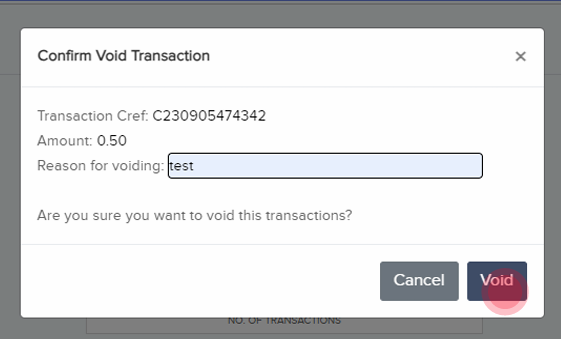 Confirm Void Transaction ×
Transaction Cref: C230905474342
Amount: 0.50
Reason for voiding: test
Are you sure you want to void this transactions?
Cancel Void
NO. OF TRANSACTIONS